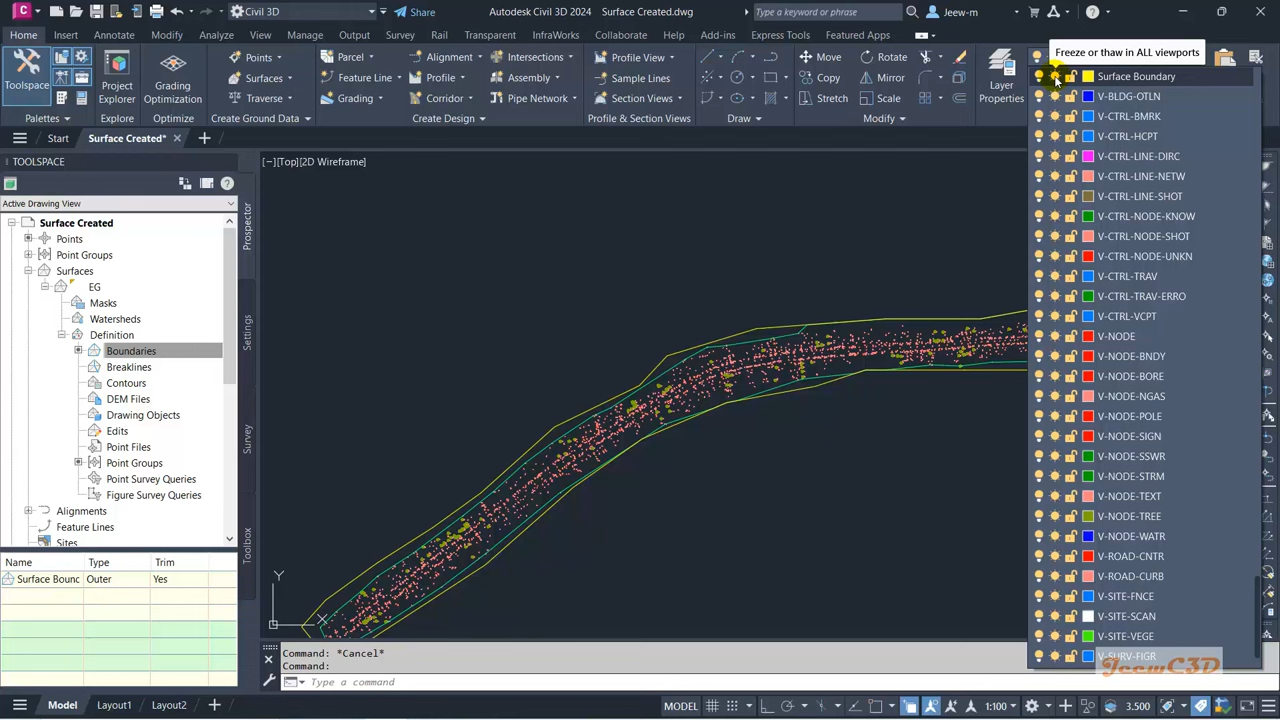 Civil 3D
Share
Autodesk Civil 3D 2024
Surface Created.dwg
Type a keyword or phrase
Jeew-m
Home
Insert
Annotate
Modify
Analyze
View
Manage
Output
Survey
Rail
Transparent
InfraWorks
Collaborate
Help
Add-ins
Express Tools
Featured Apps
Freeze or thaw in ALL viewports
Toolspace
Palettes
Project
Explorer
Explore
Grading
Optimization
Optimize
Points
Surfaces
Traverse
Create Ground Data
Parcel
Feature Line
Grading
Alignment
Profile
Corridor
Intersections
Assembly
Pipe Network
Create Design
Profile View
Sample Lines
Section Views
Profile & Section Views
Draw
Move
Rotate
Copy
Mirror
Stretch
Scale
Modify
Layer
Properties
Start
Surface Created*
TOOLSPACE
Active Drawing View
Surface Created
Points
Point Groups
Surfaces
EG
Masks
Watersheds
Definition
Boundaries
Breaklines
Contours
DEM Files
Drawing Objects
Edits
Point Files
Point Groups
Point Survey Queries
Figure Survey Queries
Alignments
Feature Lines
Sites
Prospector
Settings
Survey
Toolbox
Name
Type
Trim
Surface Bounc
Outer
Yes
[−][Top][2D Wireframe]
Y
X
Surface Boundary
V-BLDG-OTLN
V-CTRL-BMRK
V-CTRL-HCPT
V-CTRL-LINE-DIRC
V-CTRL-LINE-NETW
V-CTRL-LINE-SHOT
V-CTRL-NODE-KNOW
V-CTRL-NODE-SHOT
V-CTRL-NODE-UNKN
V-CTRL-TRAV
V-CTRL-TRAV-ERRO
V-CTRL-VCPT
V-NODE
V-NODE-BNDY
V-NODE-BORE
V-NODE-NGAS
V-NODE-POLE
V-NODE-SIGN
V-NODE-SSWR
V-NODE-STRM
V-NODE-TEXT
V-NODE-TREE
V-NODE-WATR
V-ROAD-CNTR
V-ROAD-CURB
V-SITE-FNCE
V-SITE-SCAN
V-SITE-VEGE
V-SURV-FIGR
JeemC3D
Command: *Cancel*
Command:
Type a command
Model
Layout1
Layout2
MODEL
1:100
3.500